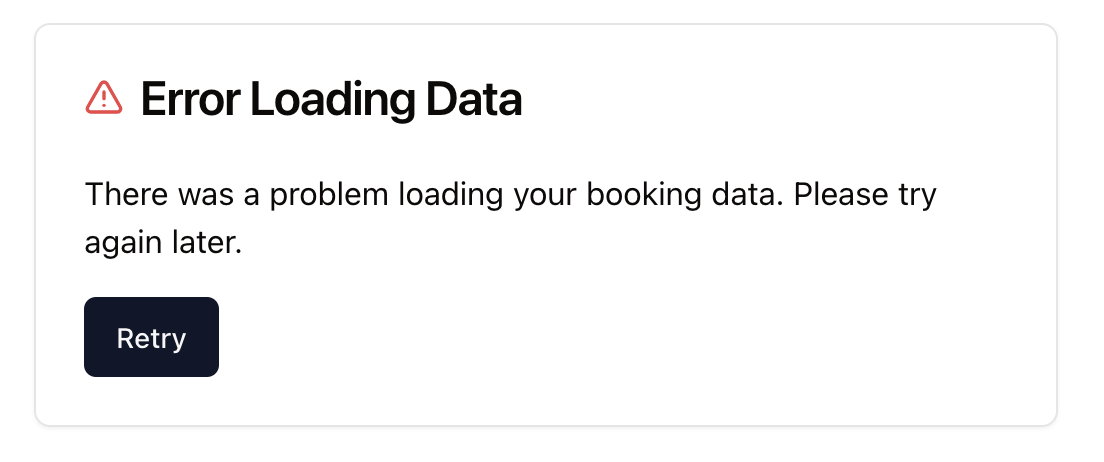 Error Loading Data
There was a problem loading your booking data. Please try
again later.
Retry